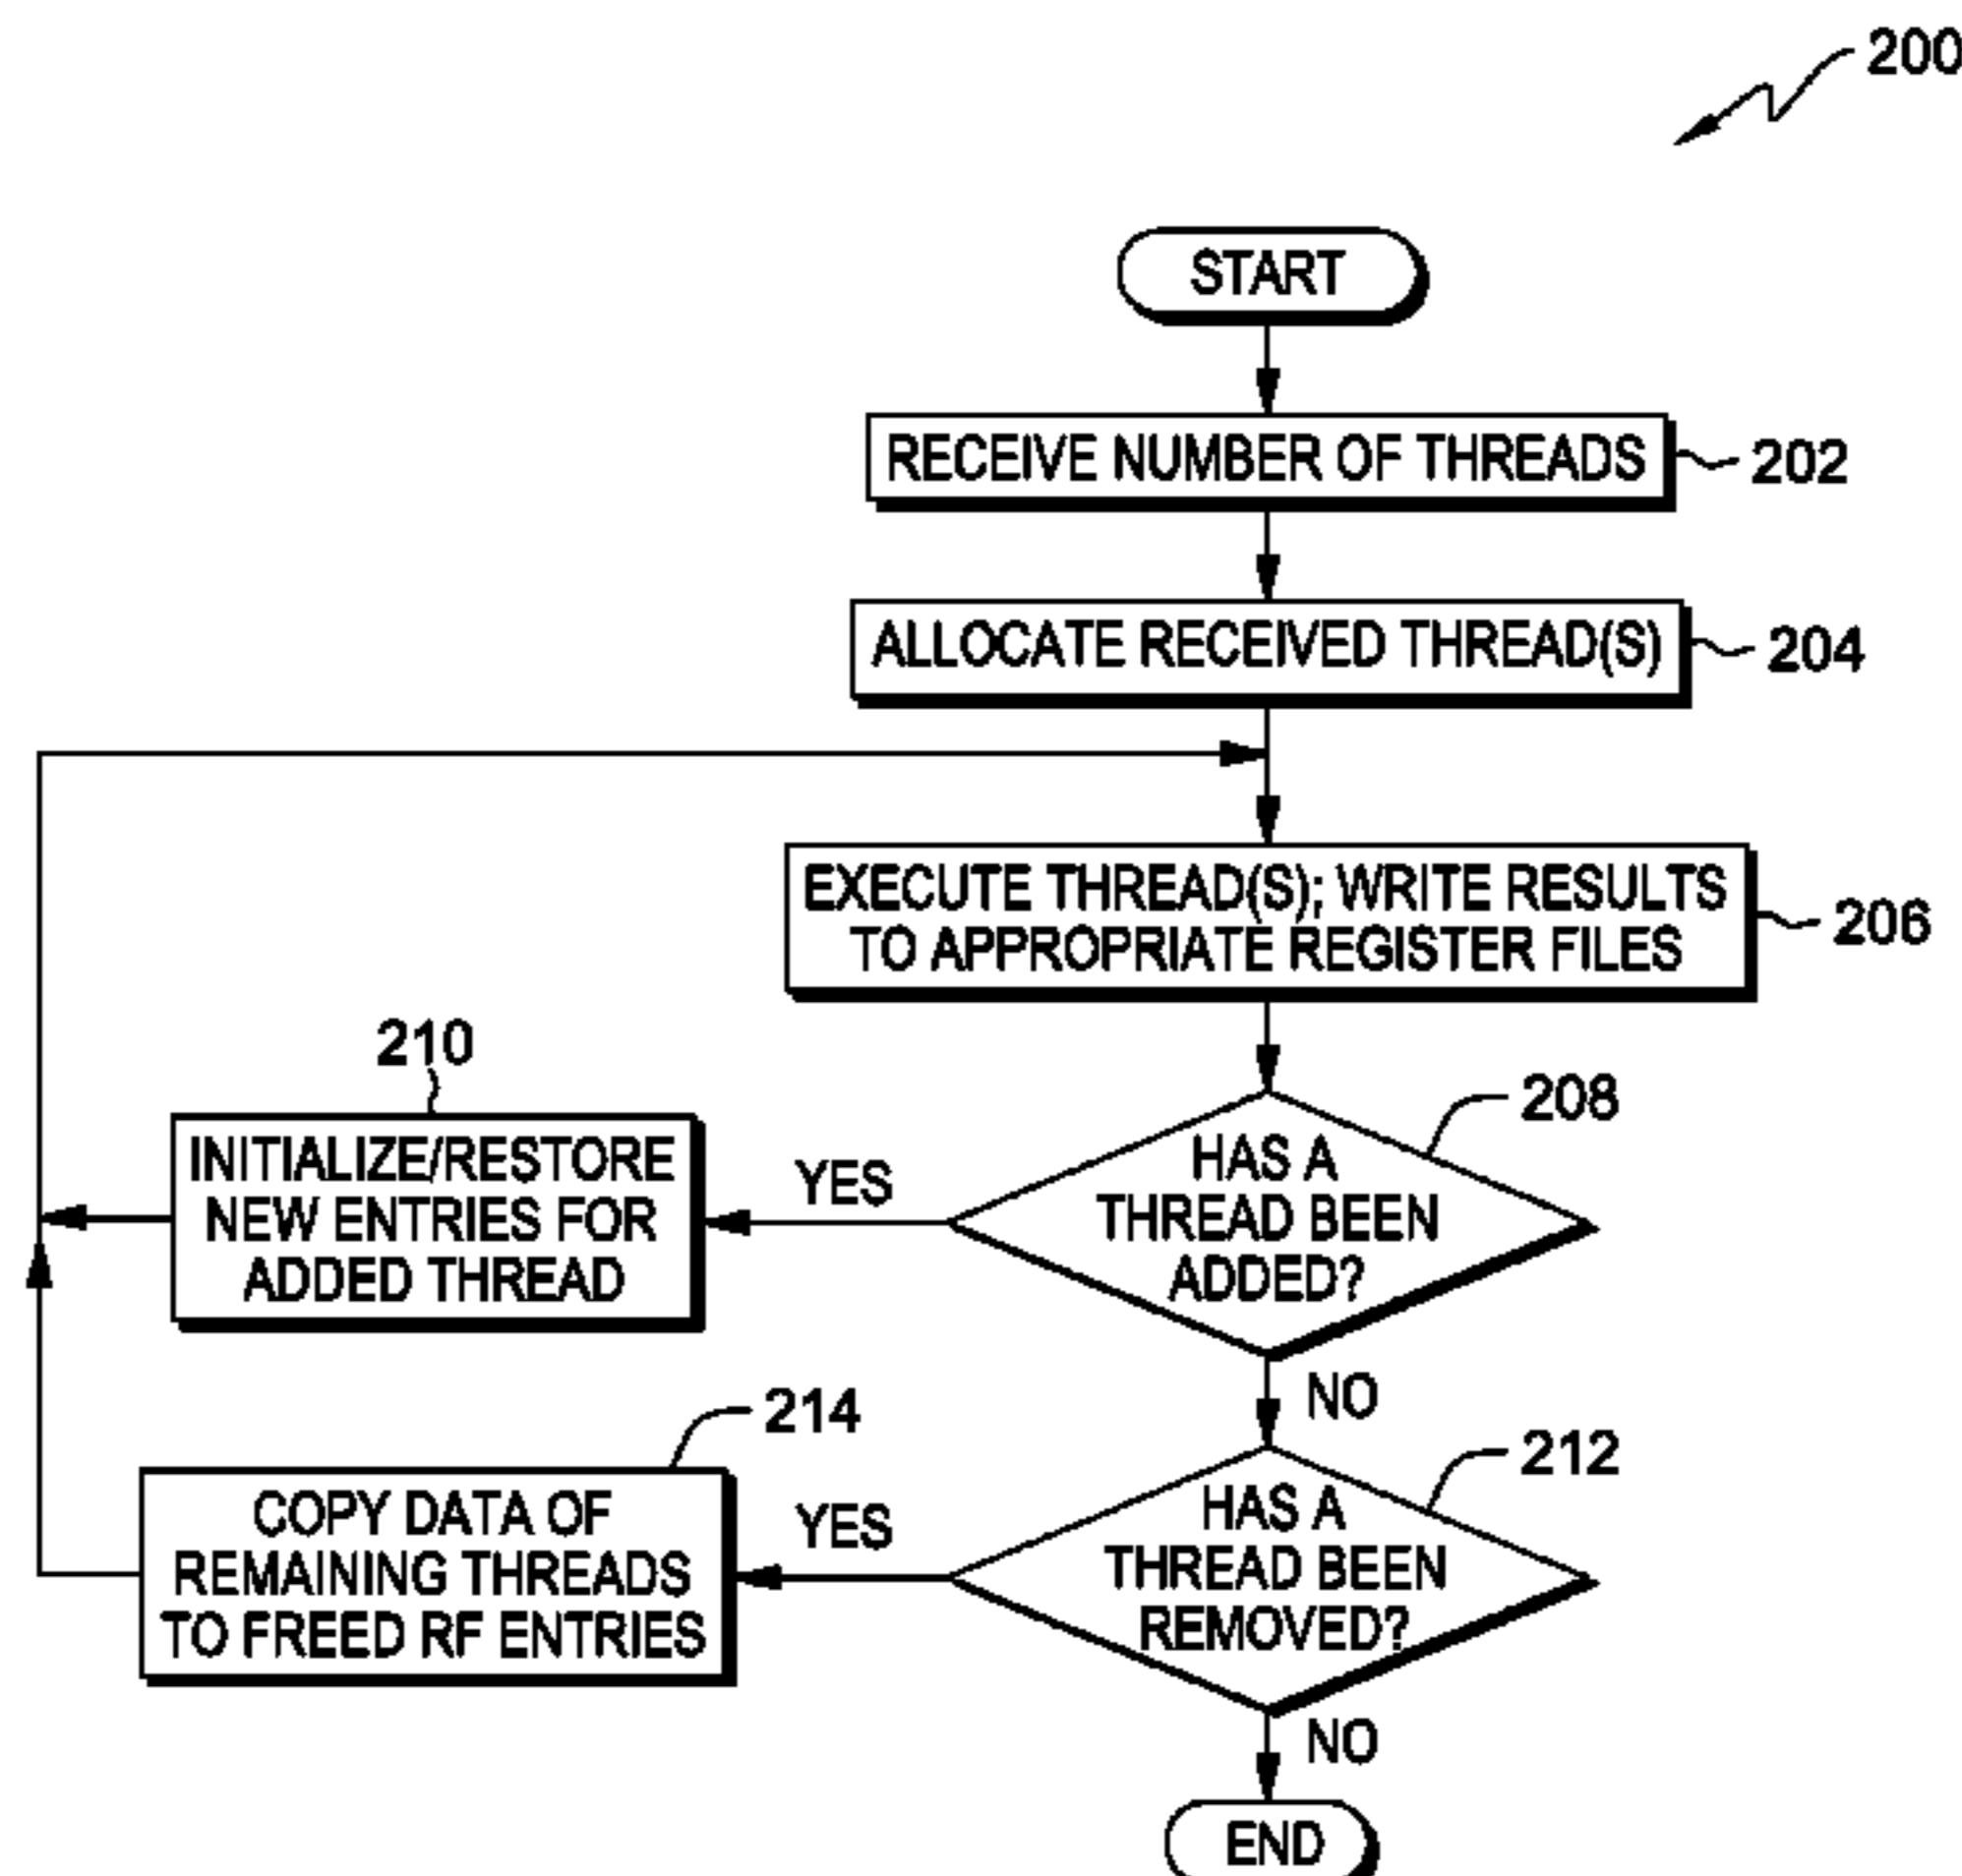 200
START
RECEIVE NUMBER OF THREADS
202
ALLOCATE RECEIVED THREAD(S)
204
EXECUTE THREAD(S); WRITE RESULTS
TO APPROPRIATE REGISTER FILES
206
208
HAS A
THREAD BEEN
ADDED?
YES
210
INITIALIZE/RESTORE
NEW ENTRIES FOR
ADDED THREAD
NO
212
HAS A
THREAD BEEN
REMOVED?
YES
214
COPY DATA OF
REMAINING THREADS
TO FREED RF ENTRIES
NO
END